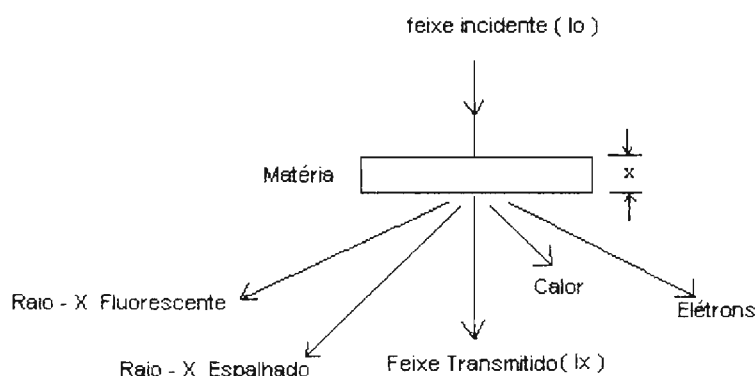 feixe incidente ( Io )
x
Matéria
Calor
Raio - X Fluorescente
Elétrons
Raio - X Espalhado
Feixe Transmitido( Ix )